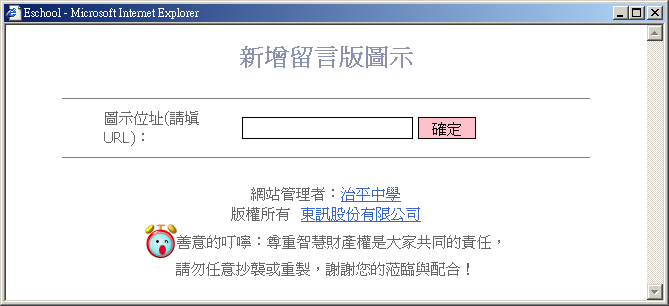 Eschool - Microsoft Internet Explorer
新增留言版圖示
圖示位址(請塡
URL)：
確定
網站管理者：治平中學
版權所有 東訊股份有限公司
善意的叮嚀：尊重智慧財產權是大家共同的責任，
請勿任意抄襲或重製，謝謝您的蒞臨與配合！